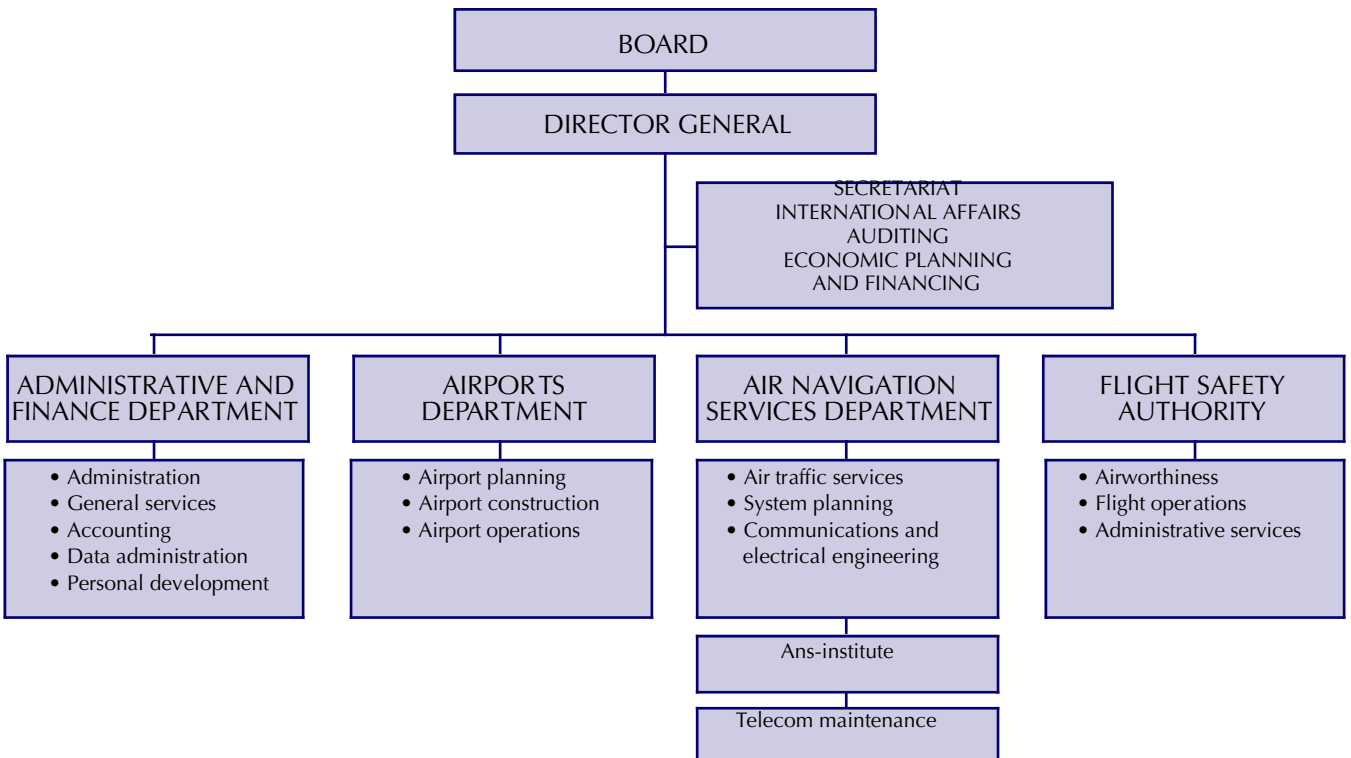 BOARD
DIRECTOR GENERAL
SECRETARIAT
INTERNATIONAL AFFAIRS
AUDITING
ECONOMIC PLANNING
AND FINANCING
ADMINISTRATIVE AND
FINANCE DEPARTMENT
• Administration
• General services
• Accounting
• Data administration
• Personal development
AIRPORTS
DEPARTMENT
• Airport planning
• Airport construction
• Airport operations
AIR NAVIGATION
SERVICES DEPARTMENT
• Air traffic services
• System planning
• Communications and
electrical engineering
Ans-institute
Telecom maintenance
FLIGHT SAFETY
AUTHORITY
• Airworthiness
• Flight operations
• Administrative services